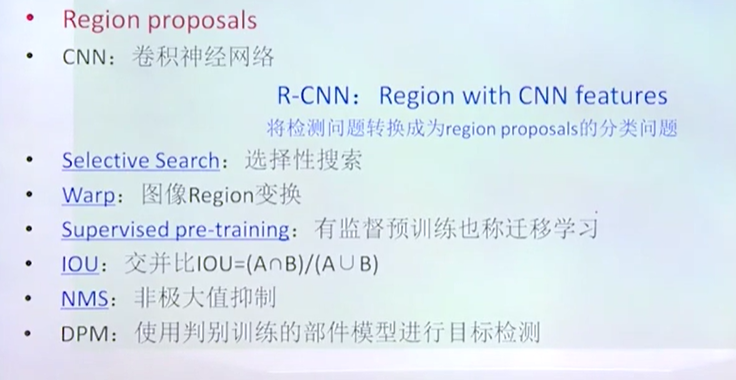 • Region proposals
• CNN：卷积神经网络
R-CNN： Region with CNN features
将检测问题转换成为region proposals的分类问题
• Selective Search：选择性搜索
• Warp：图像Region变换
• Supervised pre-training：有监督预训练也称迁移学习
• IOU：交并比IOU=(A∩B)/(A∪B)
• NMS：非极大值抑制
• DPM：使用判别训练的部件模型进行目标检测